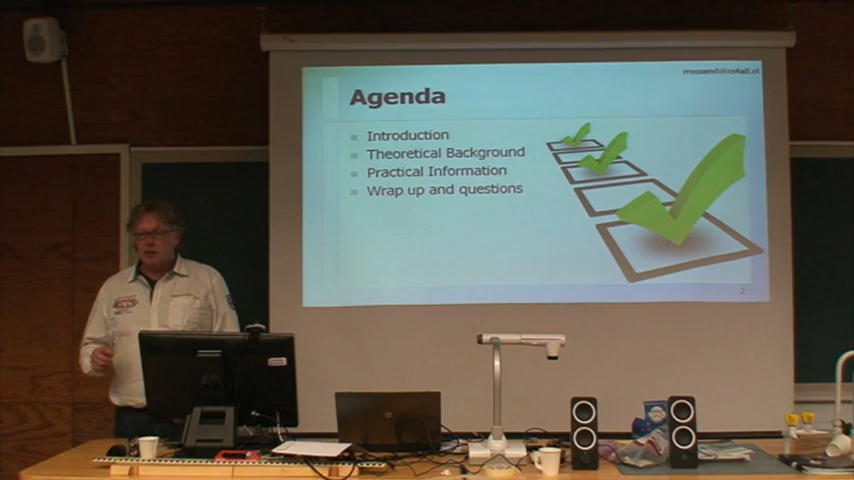 Agenda
Introduction
Theoretical Background
Practical Information
Wrap up and questions
2